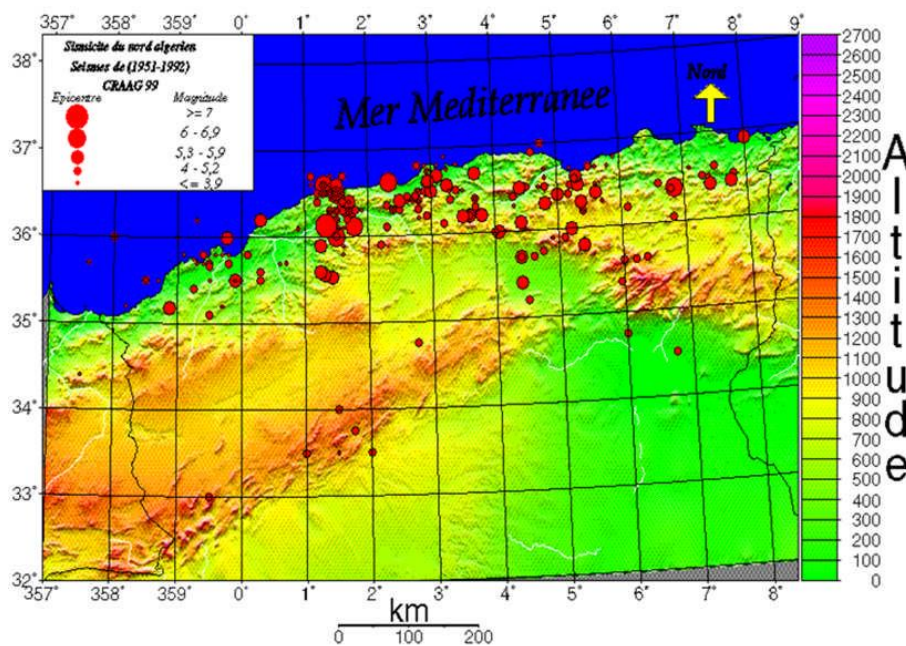 357° 358° 0° 1° 2° 3° 4° 5° 6° 7° 8° 9°
Sismicite du nord algerien
Seismes de (1951-1992)
CRAAG 99
Epicentre Magnitude
>= 7
6 - 6,9
5,3 - 5,9
4 - 5,2
<= 3,9
Mer Mediterranee
Nord
38°
37°
36°
35°
34°
33°
32°
357° 358° 359° 0° 1° 2° 3° 4° 5° 6° 7° 8°
km
0 100 200
2700
2600
2500
2400
2300
2200
2100
2000
1900
1800
1700
1600
1500
1400
1300
1200
1100
1000
900
800
700
600
500
400
300
200
100
0
Altitude